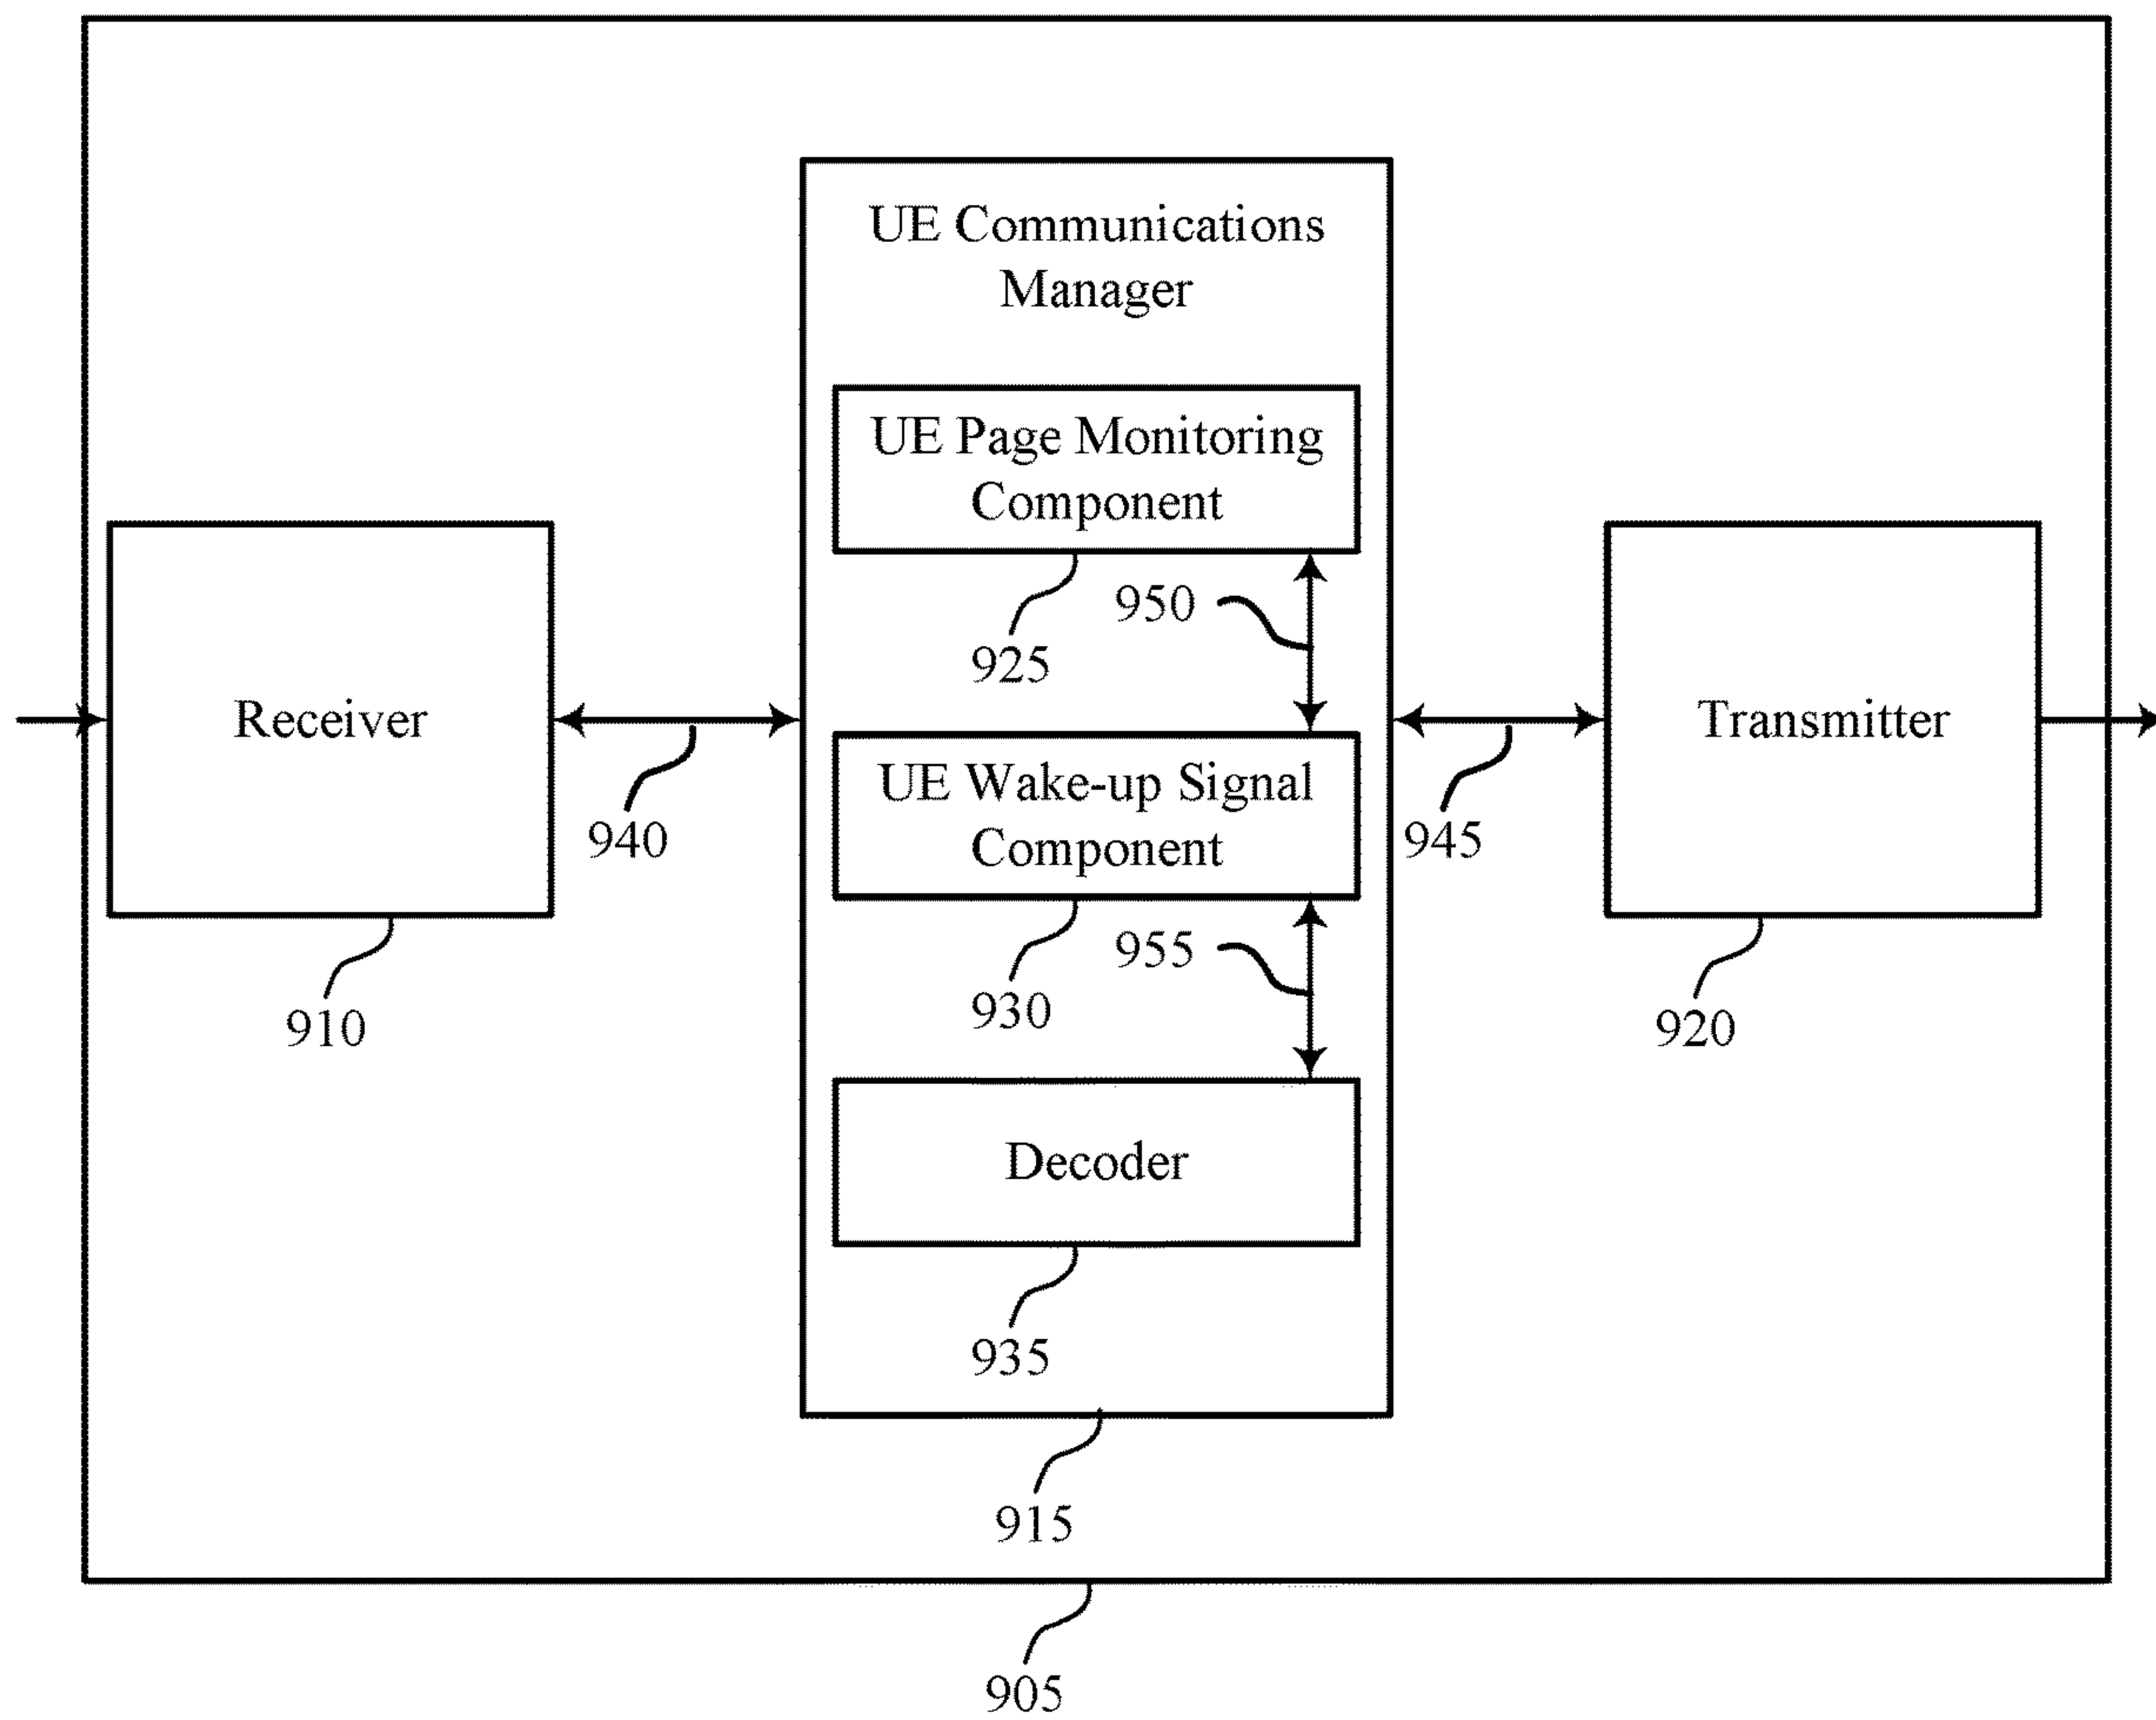 UE Communications
Manager
UE Page Monitoring
Component
950
925
Receiver
Transmitter
UE Wake-up Signal
Component
940
945
955
930
910
920
Decoder
935
915
905